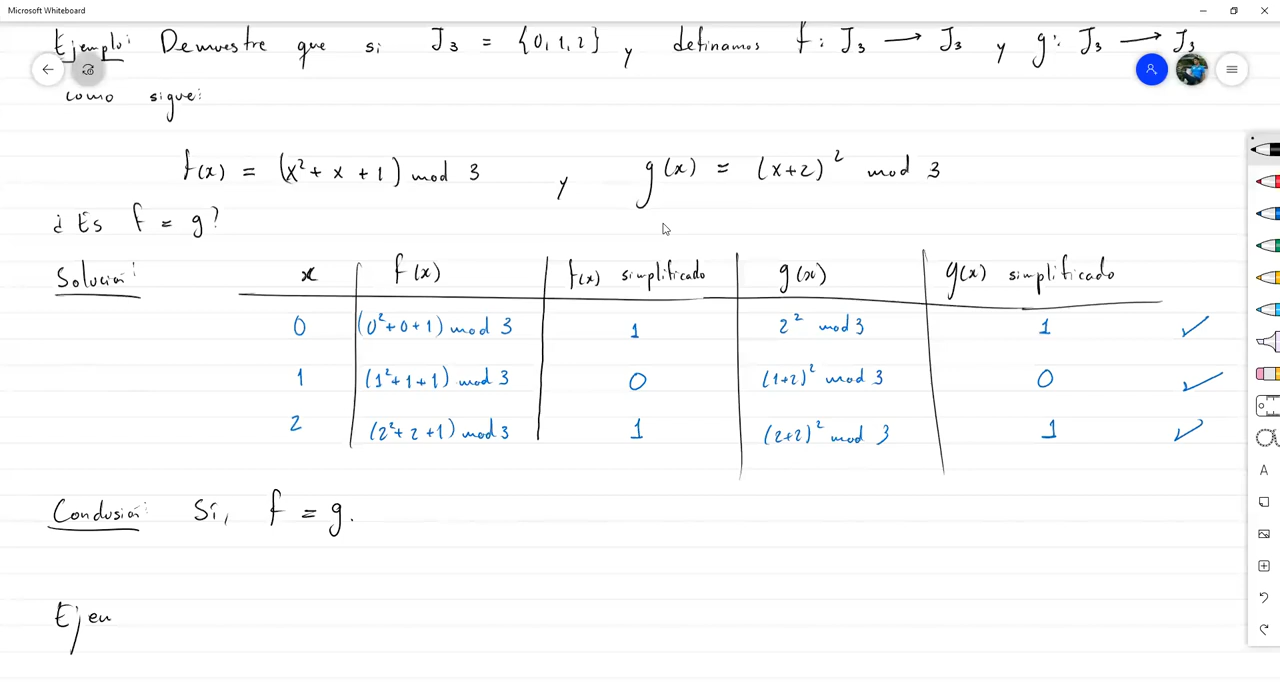 Microsoft Whiteboard
Ejemplo: Demuestre que si J₃ = {0, 1, 2} y definamos f: J₃ → J₃ y g: J₃ → J₃
como sigue:
f(x) = (x² + x + 1) mod 3 y g(x) = (x+2)² mod 3
¿Es f = g?
Solución: x f(x) f(x) simplificado g(x) g(x) simplificado
0 (0²+0+1) mod 3 1 2² mod 3 1 ✓
1 (1²+1+1) mod 3 0 (1+2)² mod 3 0 ✓
2 (2²+2+1) mod 3 1 (2+2)² mod 3 1 ✓
Conclusión: Sí, f = g.
Ejem
A